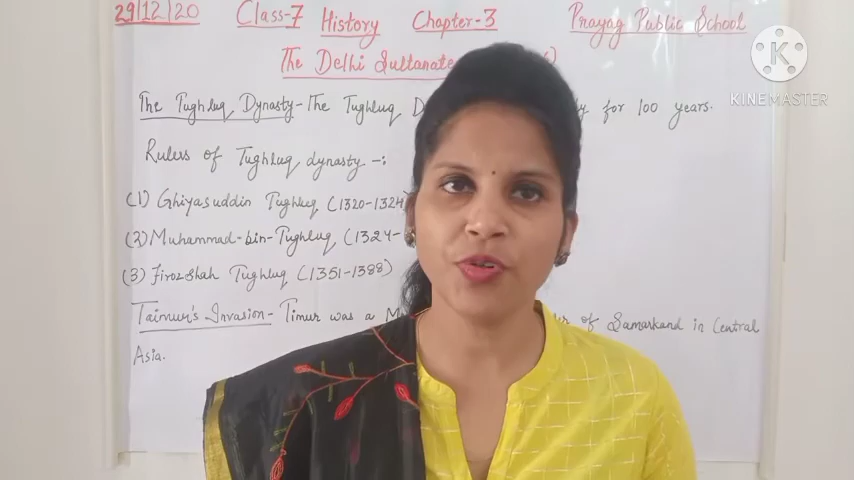 29/12/20 Class-7 History Chapter-3 Prayag Public School
The Delhi Sultanate
K
KINEMASTER
The Tughluq Dynasty-The Tughluq for 100 years.
Rulers of Tughluq dynasty -:
(1) Ghiyasuddin Tughluq (1320-1324
(2) Muhammad-bin-Tughluq (1324-
(3) Firozshah Tughluq (1351-1388)
Taimur's Invasion- Timur was a of Samarkand in Central
Asia.